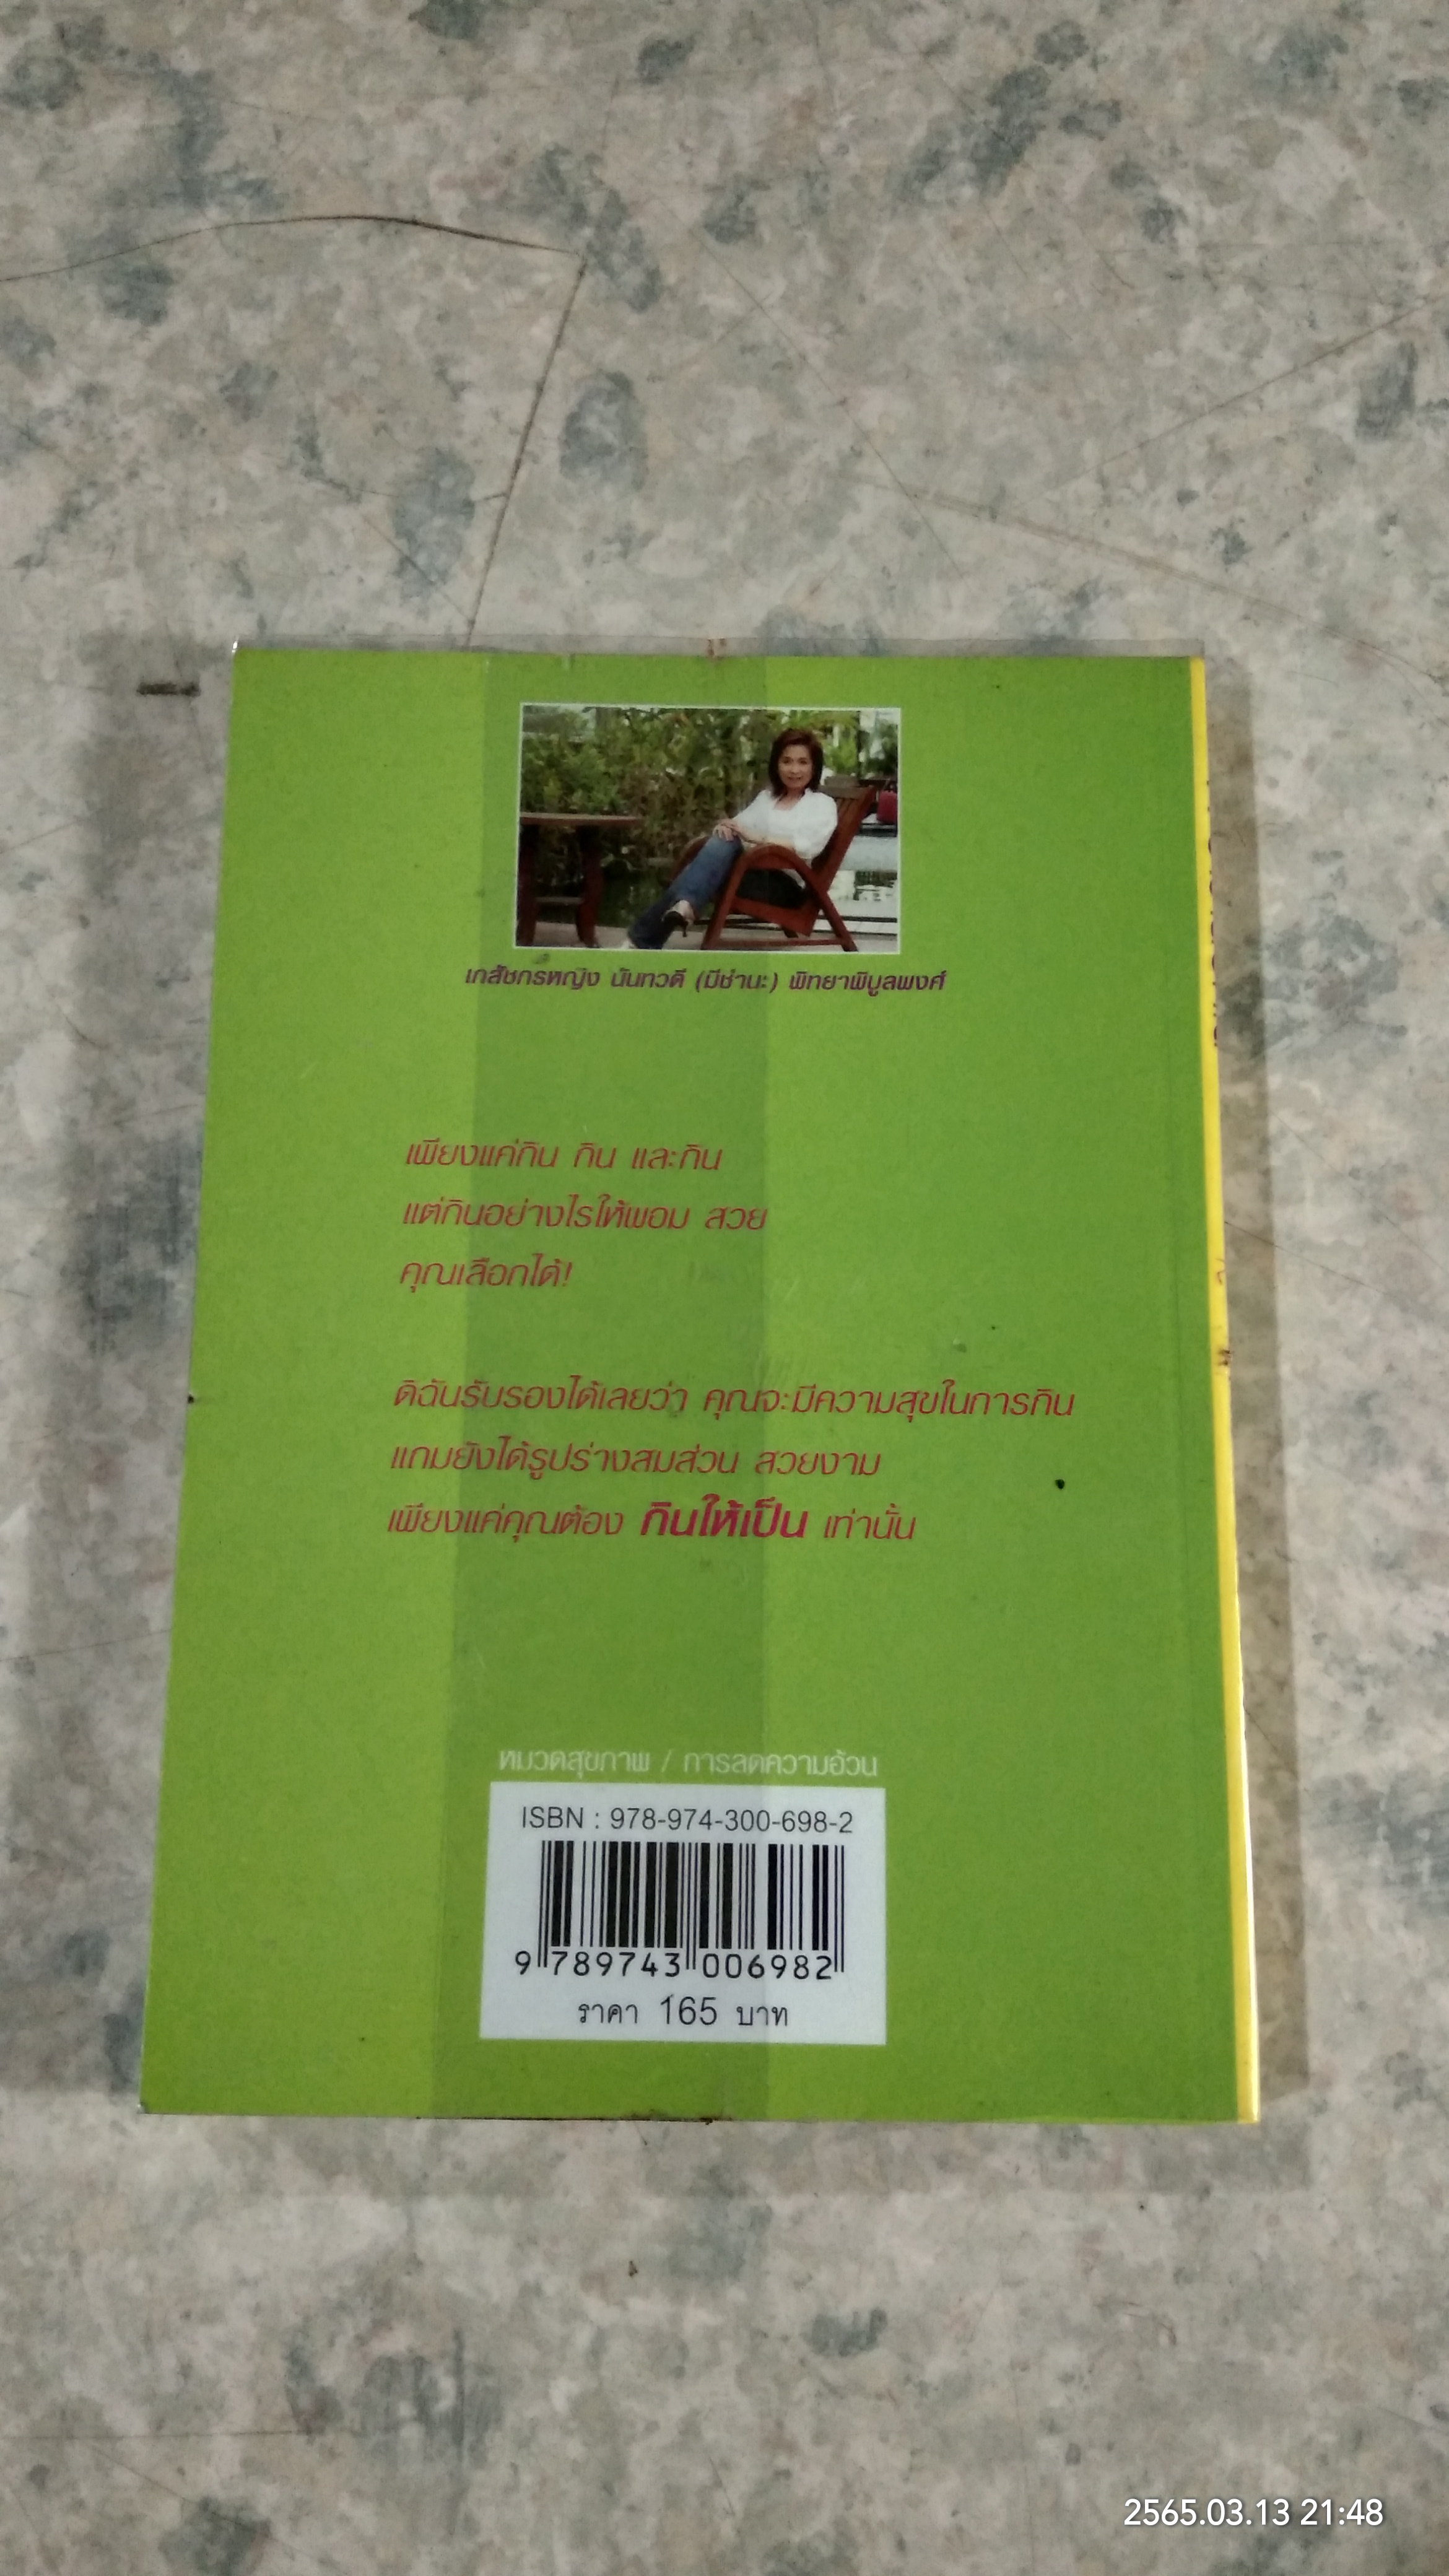 เภสัชกรหญิง นันทวดี (มีชำนะ) พิทยาพิบูลพงศ์
เพียงแค่กิน กิน และกิน
แต่กินอย่างไรให้ผอม สวย
คุณเลือกได้!
ดิฉันรับรองได้เลยว่า คุณจะมีความสุขในการกิน
แถมยังได้รูปร่างสมส่วน สวยงาม
เพียงแค่คุณต้อง กินให้เป็น เท่านั้น
หมวดสุขภาพ / การลดความอ้วน
ISBN : 978-974-300-698-2
9 789743 006982
ราคา 165 บาท
2565.03.13 21:48